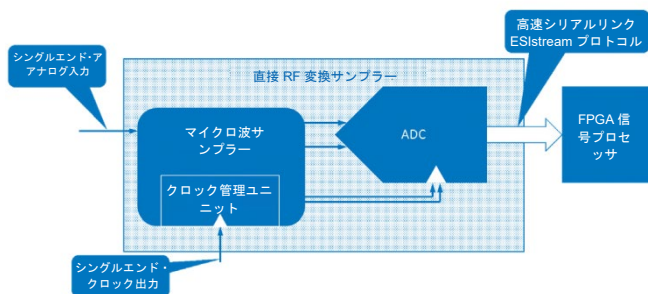 高速シリアルリンク
ESIstream プロトコル
シングルエンド・ア
アナログ入力
直接 RF 変換サンプラー
マイクロ波サ
ンプラー
ADC
FPGA 信
号プロセ
ッサ
クロック管理ユニ
ニット
シングルエンド・
クロック出力